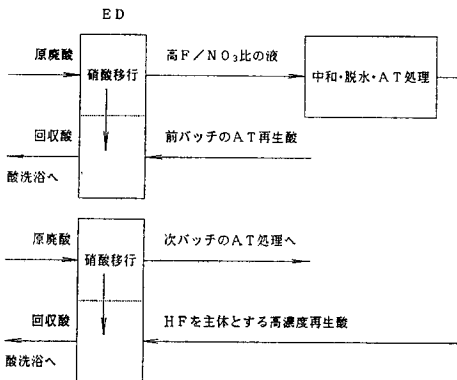 ED
原廃酸
硝酸移行
高F/NO₃比の液
中和・脱水・AT処理
回収酸
前バッチのAT再生酸
酸洗浴へ
原廃酸
硝酸移行
次バッチのAT処理へ
回収酸
HFを主体とする高濃度再生酸
酸洗浴へ